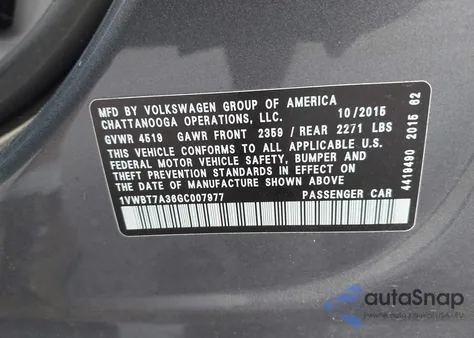 MFD BY VOLKSWAGEN GROUP OF AMERICA
CHATTANOOGA OPERATIONS, LLC. 10/2015
GVWR 4519 GAWR FRONT 2359 / REAR 2271 LBS
THIS VEHICLE CONFORMS TO ALL APPLICABLE U.S.
FEDERAL MOTOR VEHICLE SAFETY, BUMPER AND
THEFT PREVENTION STANDARDS IN EFFECT ON THE
DATE OF MANUFACTURE SHOWN ABOVE.
1VWBT7A36GC007977 PASSENGER CAR
4419490 2015 62
autoSnap